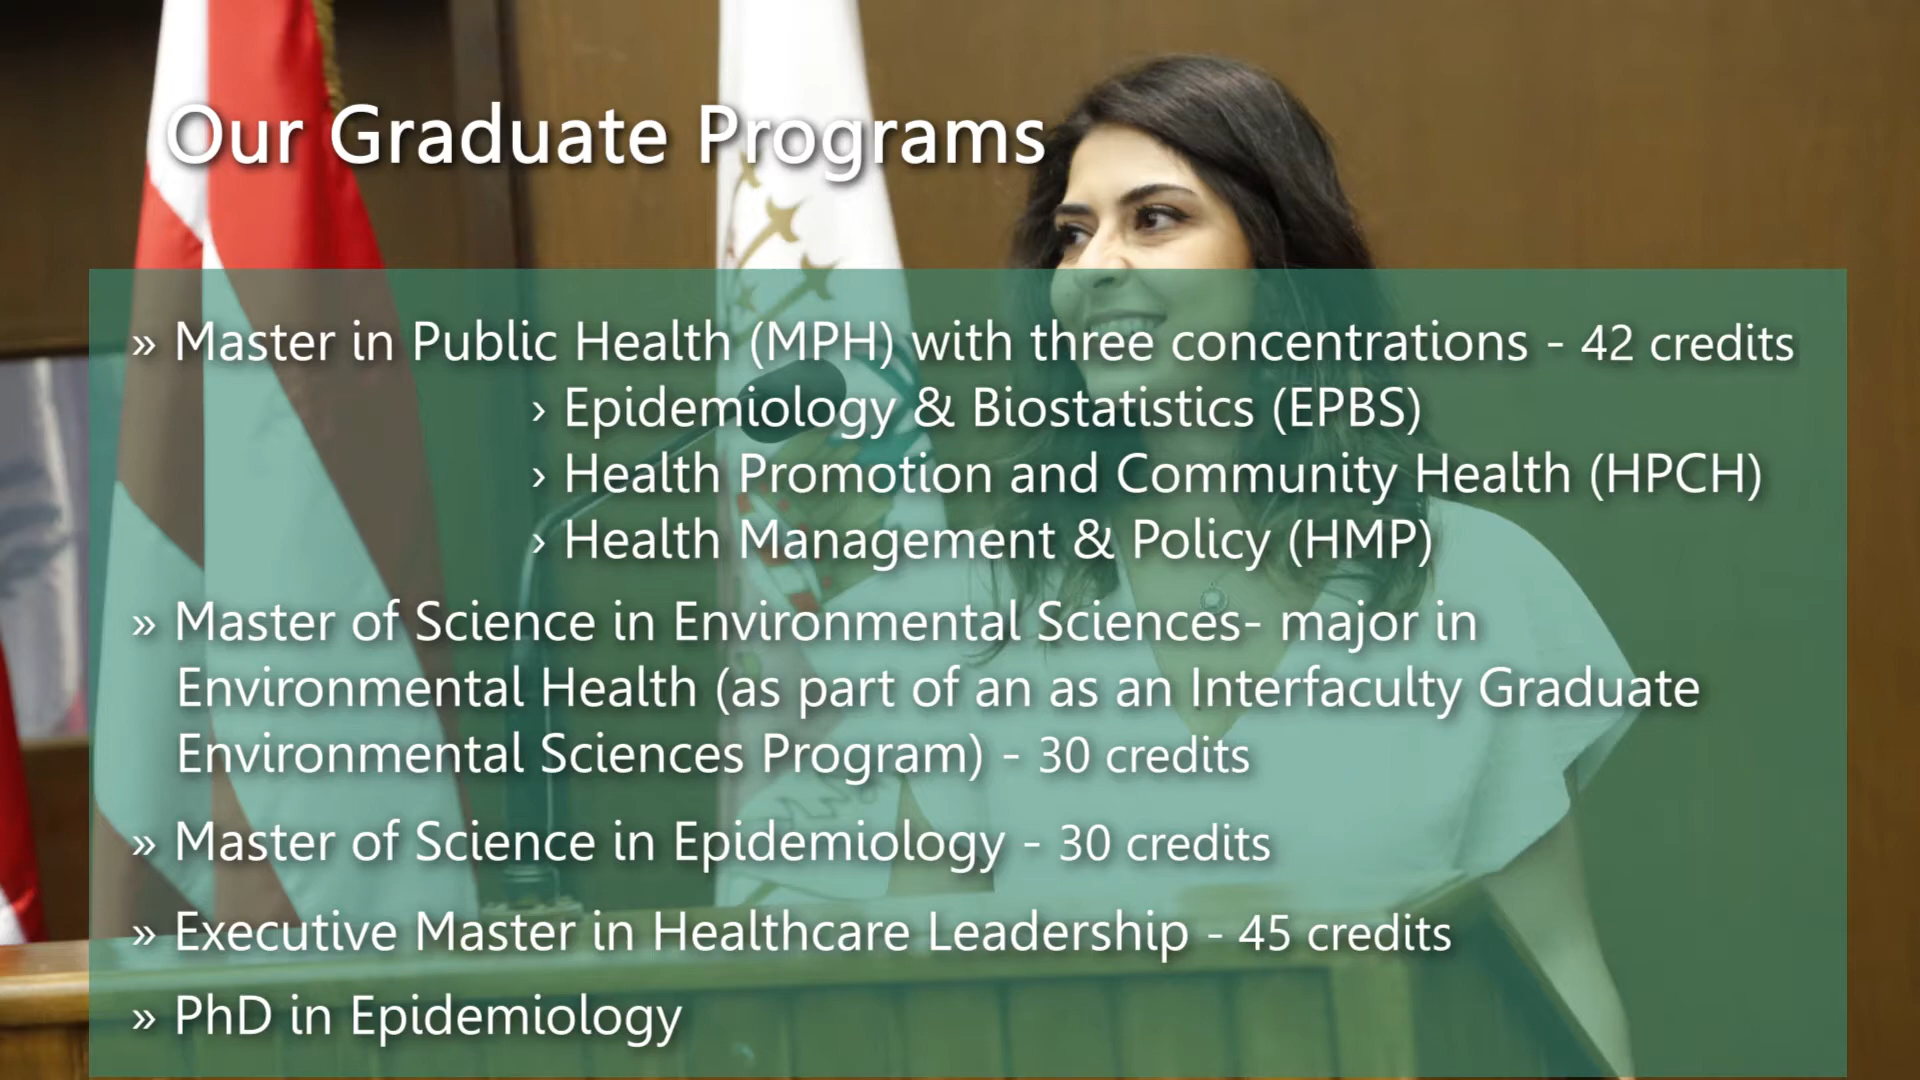 Our Graduate Programs
» Master in Public Health (MPH) with three concentrations - 42 credits
› Epidemiology & Biostatistics (EPBS)
› Health Promotion and Community Health (HPCH)
› Health Management & Policy (HMP)
» Master of Science in Environmental Sciences- major in
Environmental Health (as part of an as an Interfaculty Graduate
Environmental Sciences Program) - 30 credits
» Master of Science in Epidemiology - 30 credits
» Executive Master in Healthcare Leadership - 45 credits
» PhD in Epidemiology